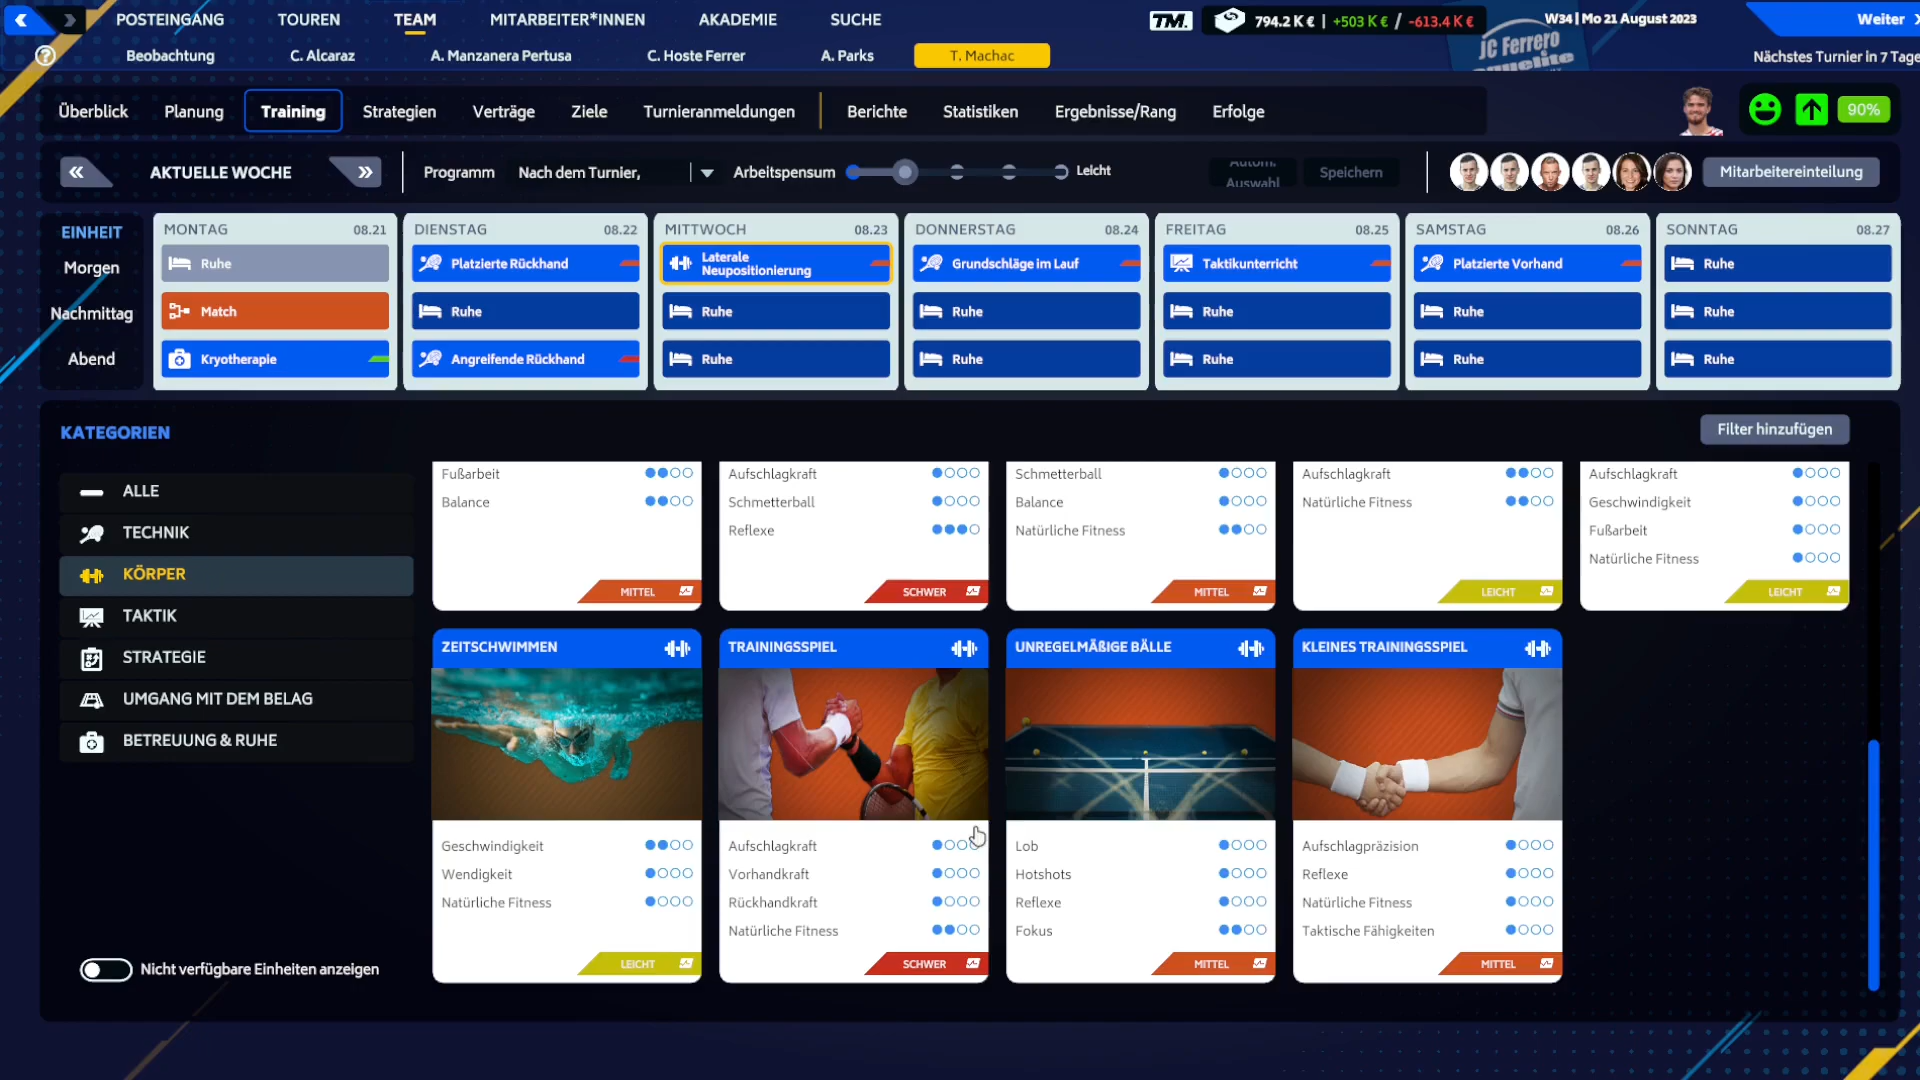 POSTEINGANG TOUREN TEAM MITARBEITER*INNEN AKADEMIE SUCHE TM. 794.2 K € | +503 K € / -613.4 K € W34 | Mo 21 August 2023 Weiter
Beobachtung C. Alcaraz A. Manzanera Pertusa C. Hoste Ferrer A. Parks T. Machac JC Ferrero Nächstes Turnier in 7 Tage
Überblick Planung Training Strategien Verträge Ziele Turnieranmeldungen Berichte Statistiken Ergebnisse/Rang Erfolge 90%
AKTUELLE WOCHE Programm Nach dem Turnier, Arbeitspensum Leicht Autom. Auswahl Speichern Mitarbeitereinteilung
EINHEIT MONTAG 08.21 DIENSTAG 08.22 MITTWOCH 08.23 DONNERSTAG 08.24 FREITAG 08.25 SAMSTAG 08.26 SONNTAG 08.27
Morgen Ruhe Platzierte Rückhand Laterale Neupositionierung Grundschläge im Lauf Taktikunterricht Platzierte Vorhand Ruhe
Nachmittag Match Ruhe Ruhe Ruhe Ruhe Ruhe Ruhe
Abend Kryotherapie Angreifende Rückhand Ruhe Ruhe Ruhe Ruhe Ruhe
KATEGORIEN Filter hinzufügen
ALLE
TECHNIK
KÖRPER
TAKTIK
STRATEGIE
UMGANG MIT DEM BELAG
BETREUUNG & RUHE
Nicht verfügbare Einheiten anzeigen
Fußarbeit Aufschlagkraft Schmetterball Aufschlagkraft Aufschlagkraft
Balance Schmetterball Balance Natürliche Fitness Geschwindigkeit
Reflexe Natürliche Fitness Fußarbeit
Natürliche Fitness
MITTEL SCHWER MITTEL LEICHT LEICHT
ZEITSCHWIMMEN TRAININGSSPIEL UNREGELMÄßIGE BÄLLE KLEINES TRAININGSSPIEL
Geschwindigkeit Aufschlagkraft Lob Aufschlagpräzision
Wendigkeit Vorhandkraft Hotshots Reflexe
Natürliche Fitness Rückhandkraft Reflexe Natürliche Fitness
Natürliche Fitness Fokus Taktische Fähigkeiten
LEICHT SCHWER MITTEL MITTEL